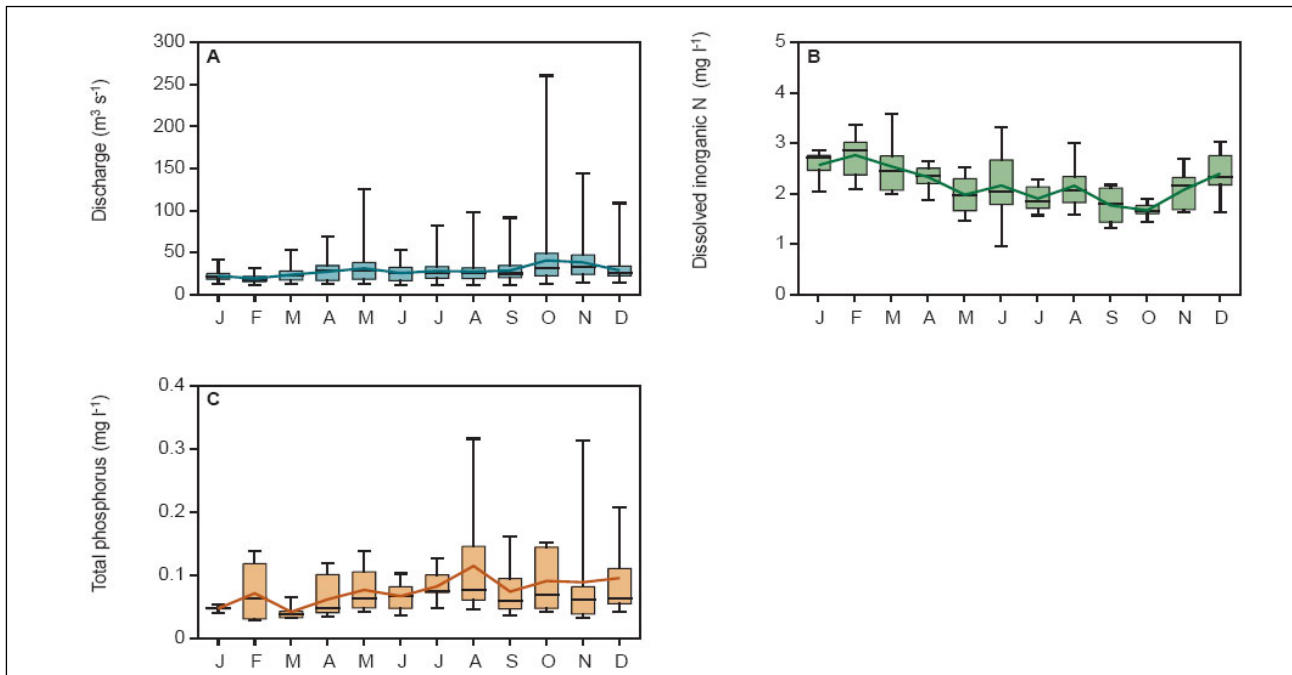 A
Discharge (m³ s⁻¹)
300
250
200
150
100
50
0
J F M A M J J A S O N D
B
Dissolved inorganic N (mg l⁻¹)
5
4
3
2
1
0
J F M A M J J A S O N D
C
Total phosphorus (mg l⁻¹)
0.4
0.3
0.2
0.1
0
J F M A M J J A S O N D